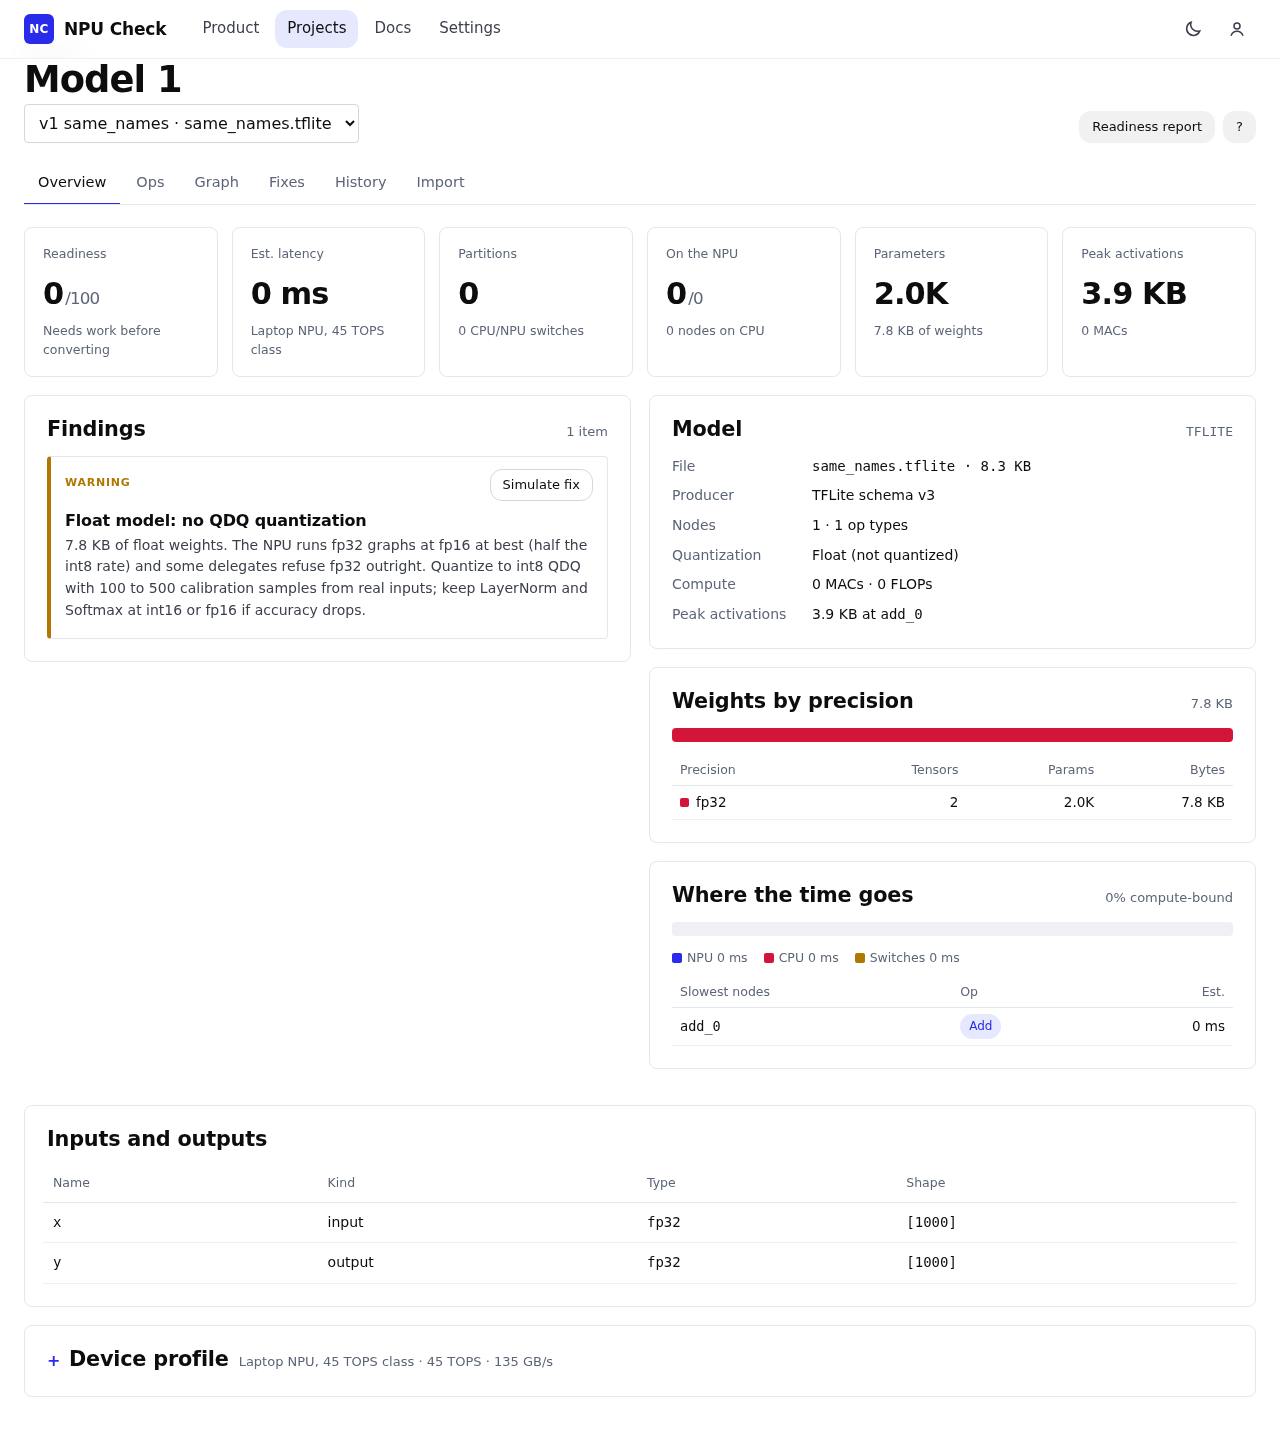 NC NPU Check Product Projects Docs Settings
Model 1
v1 same_names · same_names.tflite
Readiness report ?
Overview Ops Graph Fixes History Import
Readiness
0/100
Needs work before
converting
Est. latency
0 ms
Laptop NPU, 45 TOPS
class
Partitions
0
0 CPU/NPU switches
On the NPU
0/0
0 nodes on CPU
Parameters
2.0K
7.8 KB of weights
Peak activations
3.9 KB
0 MACs
Findings 1 item
WARNING Simulate fix
Float model: no QDQ quantization
7.8 KB of float weights. The NPU runs fp32 graphs at fp16 at best (half the
int8 rate) and some delegates refuse fp32 outright. Quantize to int8 QDQ
with 100 to 500 calibration samples from real inputs; keep LayerNorm and
Softmax at int16 or fp16 if accuracy drops.
Model TFLITE
File same_names.tflite · 8.3 KB
Producer TFLite schema v3
Nodes 1 · 1 op types
Quantization Float (not quantized)
Compute 0 MACs · 0 FLOPs
Peak activations 3.9 KB at add_0
Weights by precision 7.8 KB
Precision Tensors Params Bytes
fp32 2 2.0K 7.8 KB
Where the time goes 0% compute-bound
NPU 0 ms CPU 0 ms Switches 0 ms
Slowest nodes Op Est.
add_0 Add 0 ms
Inputs and outputs
Name Kind Type Shape
x input fp32 [1000]
y output fp32 [1000]
+ Device profile Laptop NPU, 45 TOPS class · 45 TOPS · 135 GB/s